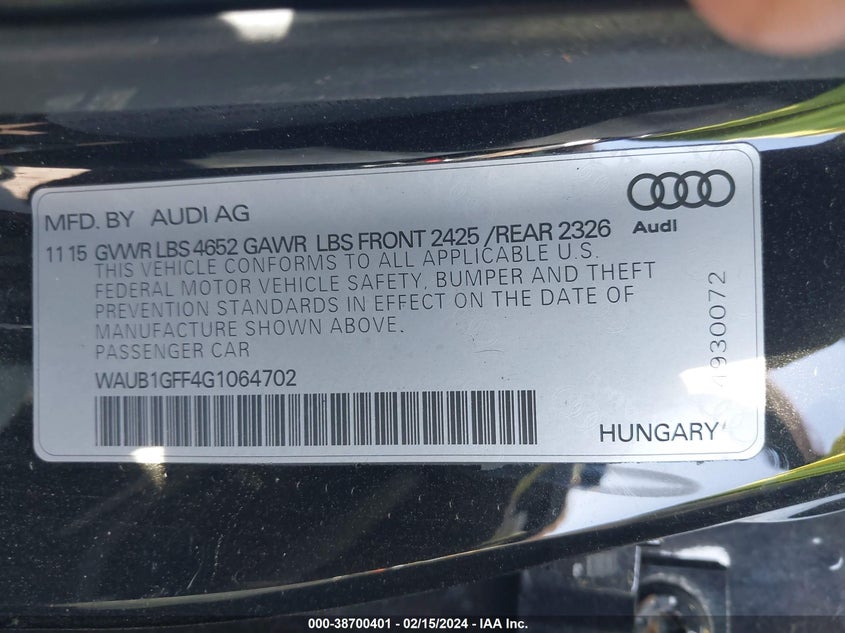 MFD. BY AUDI AG
Audi
11 15 GVWR LBS 4652 GAWR LBS FRONT 2425 /REAR 2326
THIS VEHICLE CONFORMS TO ALL APPLICABLE U.S.
FEDERAL MOTOR VEHICLE SAFETY, BUMPER AND THEFT
PREVENTION STANDARDS IN EFFECT ON THE DATE OF
MANUFACTURE SHOWN ABOVE.
PASSENGER CAR
WAUB1GFF4G1064702
HUNGARY
4930072
000-38700401 - 02/15/2024 - IAA Inc.